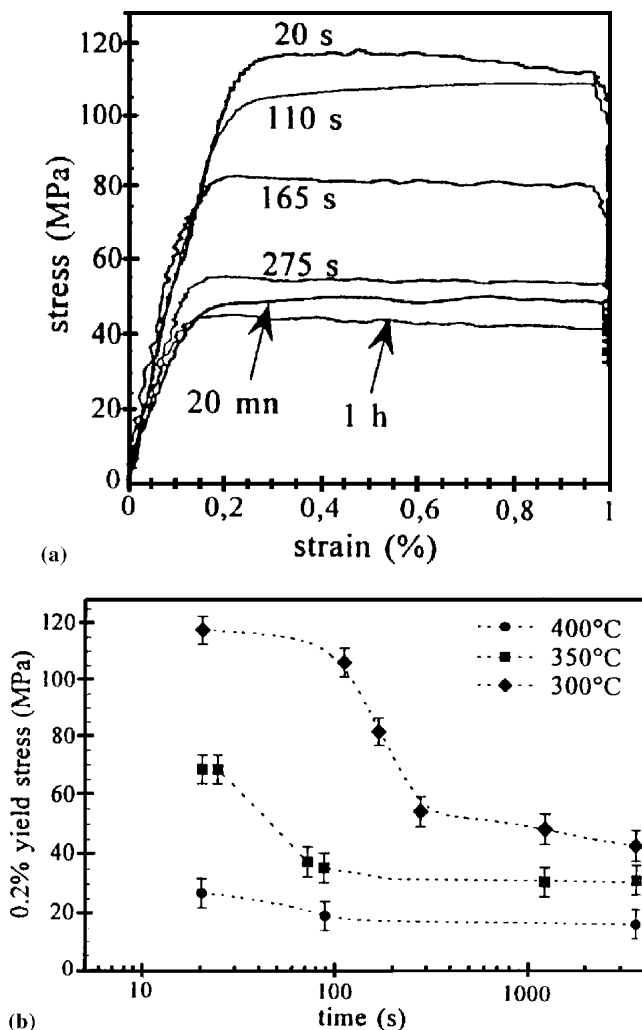 120
100
80
60
40
20
0
stress (MPa)
20 s
110 s
165 s
275 s
20 mn
1 h
0
0,2
0,4
0,6
0,8
1
strain (%)
(a)
120
100
80
60
40
20
0
0.2% yield stress (MPa)
400°C
350°C
300°C
10
100
1000
time (s)
(b)